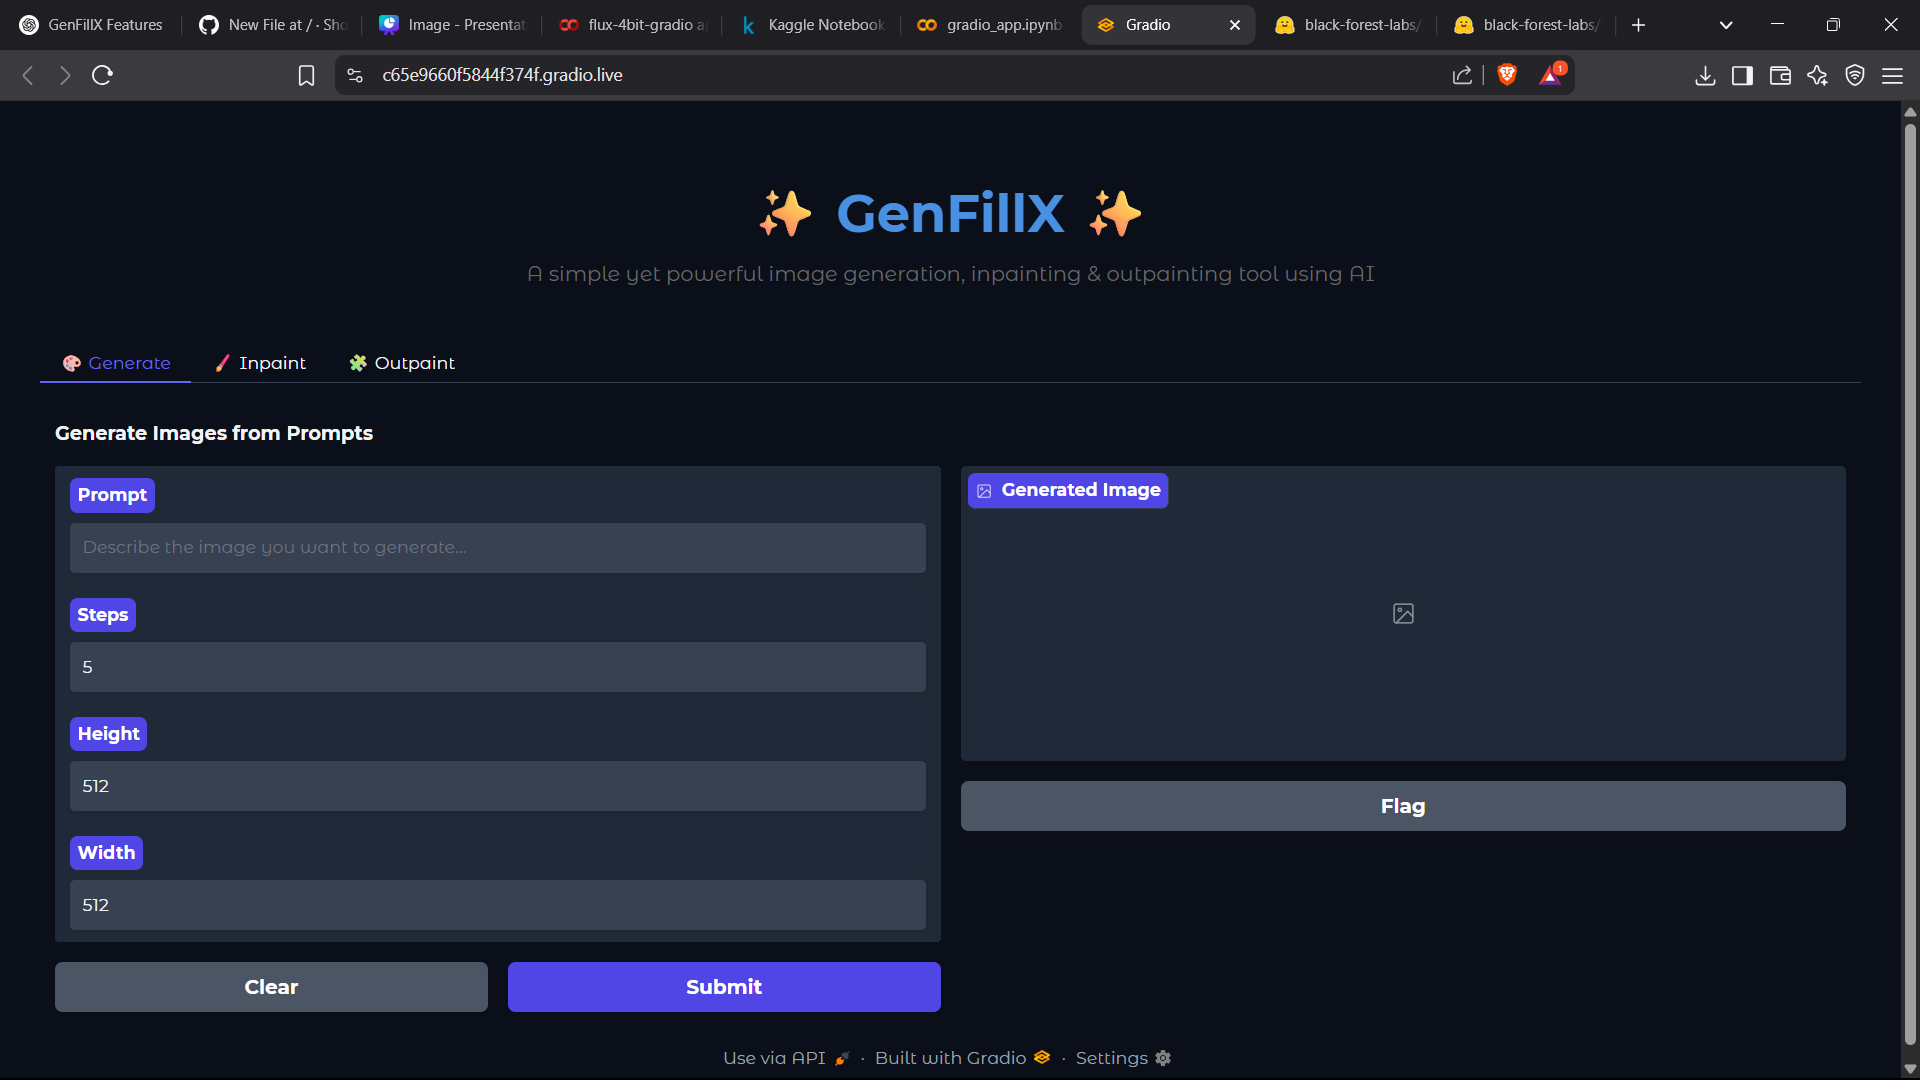 GenFillX Features
New File at / · Sho
Image - Presentat
flux-4bit-gradio a
Kaggle Notebook
gradio_app.ipynb
Gradio
black-forest-labs/
black-forest-labs/
c65e9660f5844f374f.gradio.live
1
✨ GenFillX ✨
A simple yet powerful image generation, inpainting & outpainting tool using AI
🎨 Generate
🖌️ Inpaint
🧩 Outpaint
Generate Images from Prompts
Prompt
Describe the image you want to generate...
Steps
5
Height
512
Width
512
Clear
Submit
Generated Image
Flag
Use via API · Built with Gradio · Settings